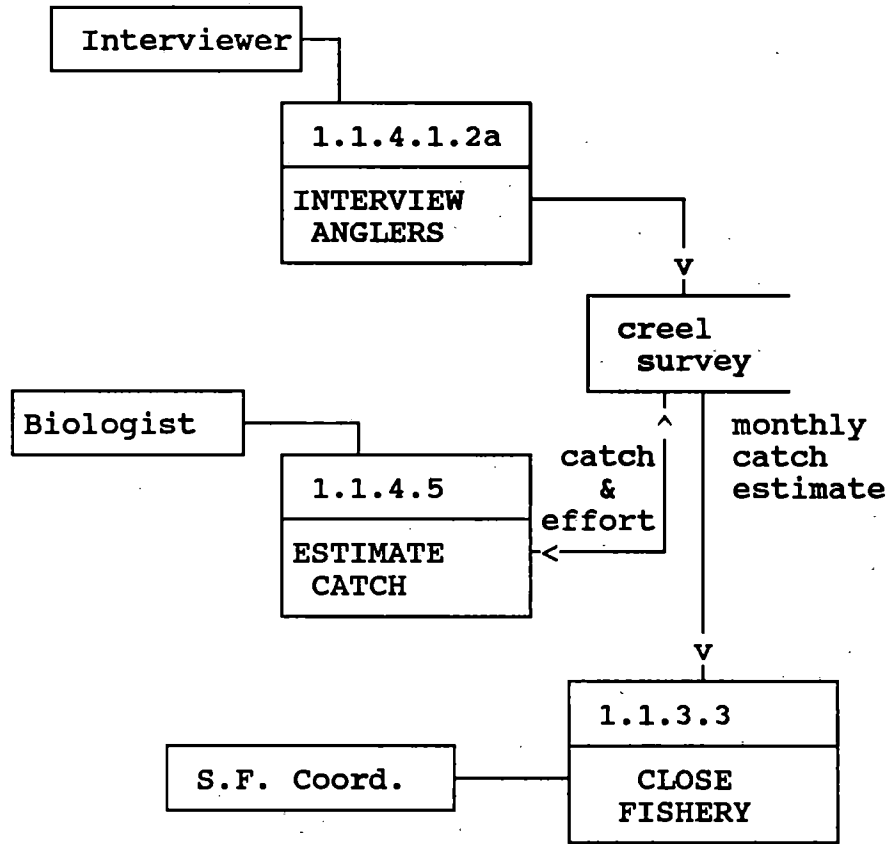 Interviewer
1.1.4.1.2a
INTERVIEW
ANGLERS
v
creel
survey
Biologist
1.1.4.5
ESTIMATE
CATCH
catch
&
effort
^
<
monthly
catch
estimate
v
1.1.3.3
CLOSE
FISHERY
S.F. Coord.